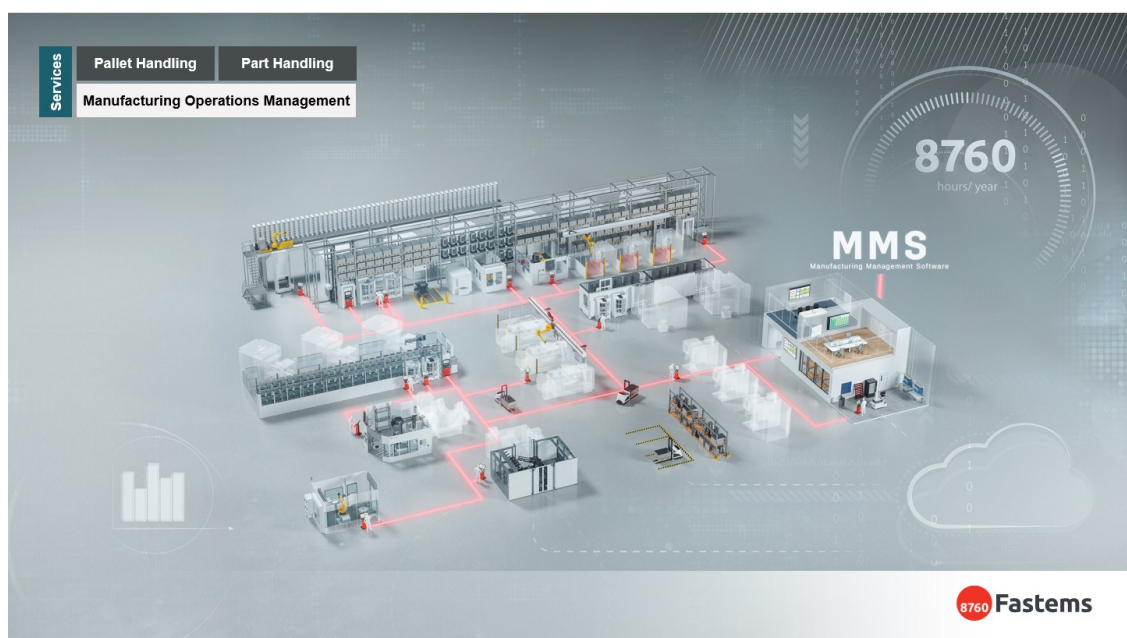 Services
Pallet Handling
Part Handling
Manufacturing Operations Management
8760
hours/ year
MMS
Manufacturing Management Software
8760 Fastems